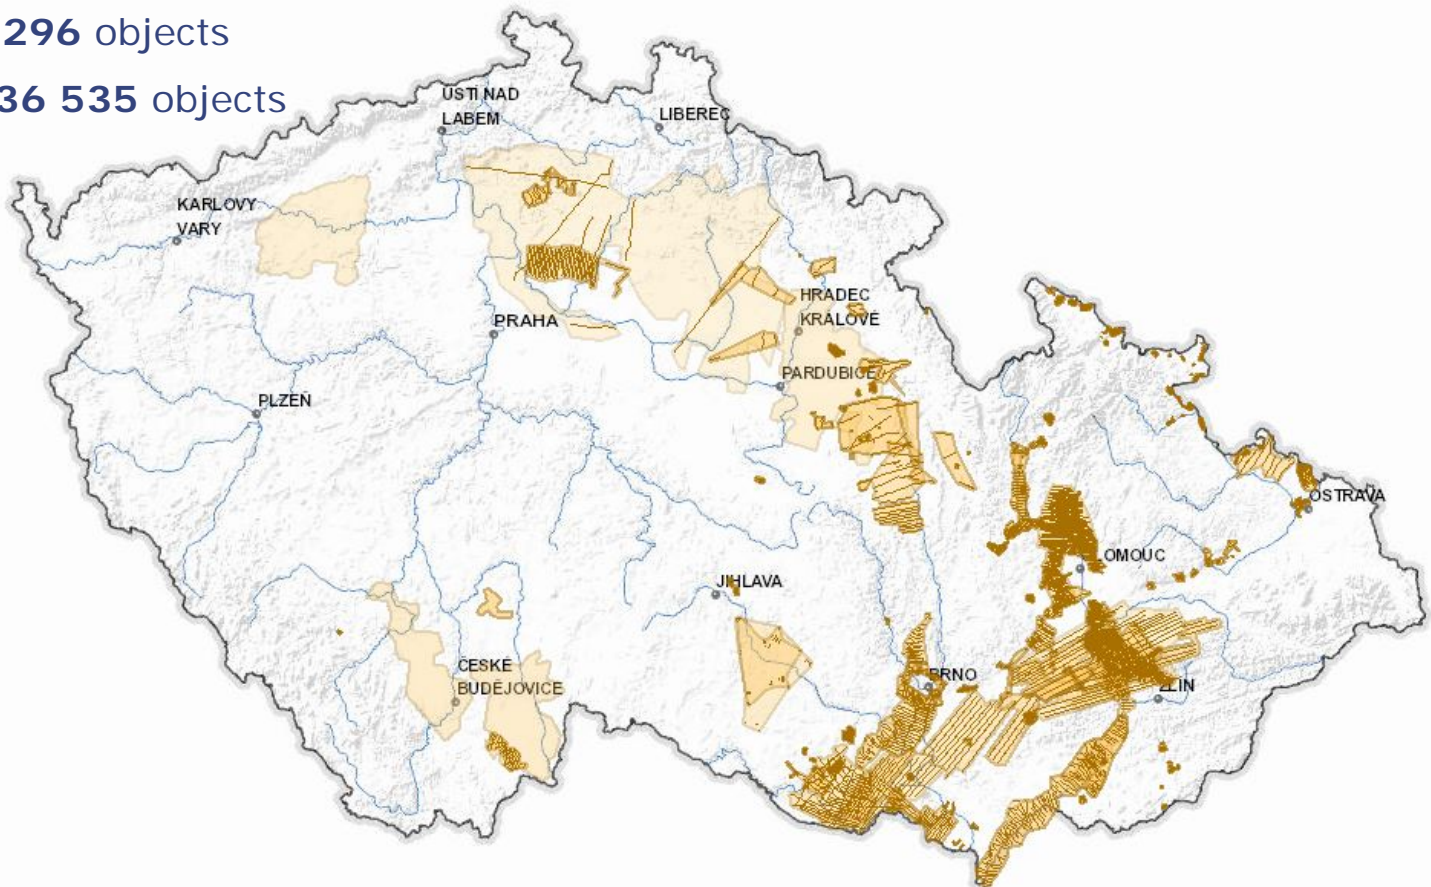 296 objects
36 535 objects
ÚSTÍ NAD
LABEM
LIBEREC
KARLOVY
VARY
HRADEC
KRÁLOVÉ
PRAHA
PARDUBICE
PLZEŇ
OSTRAVA
OMOUC
JIHLAVA
ČESKÉ
BUDĚJOVICE
BRNO
ZLÍN